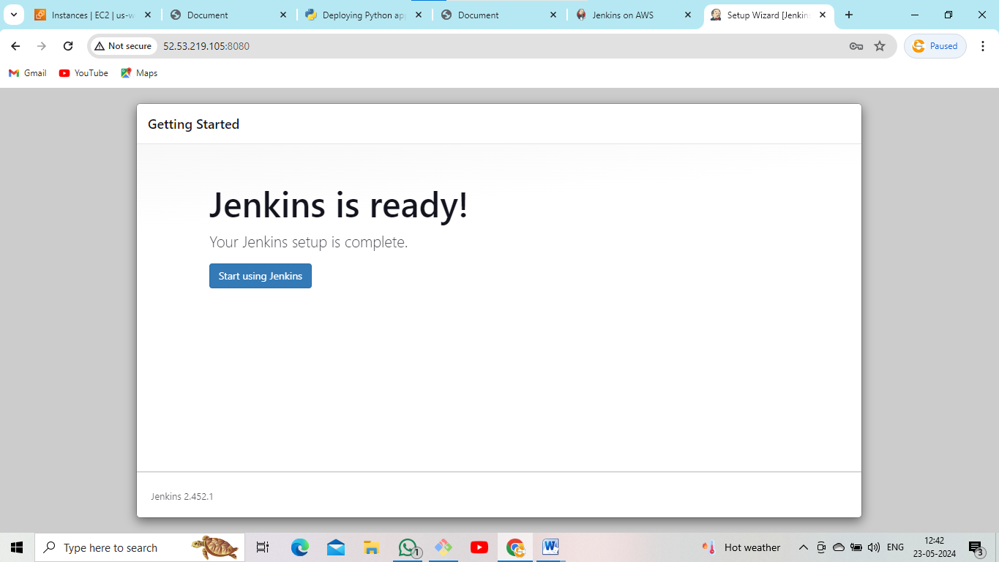 Instances | EC2 | us-w
Document
Deploying Python app
Document
Jenkins on AWS
Setup Wizard [Jenkins
Not secure
52.53.219.105:8080
Paused
Gmail
YouTube
Maps
Getting Started
Jenkins is ready!
Your Jenkins setup is complete.
Start using Jenkins
Jenkins 2.452.1
Type here to search
1
Hot weather
ENG
12:42
23-05-2024
3